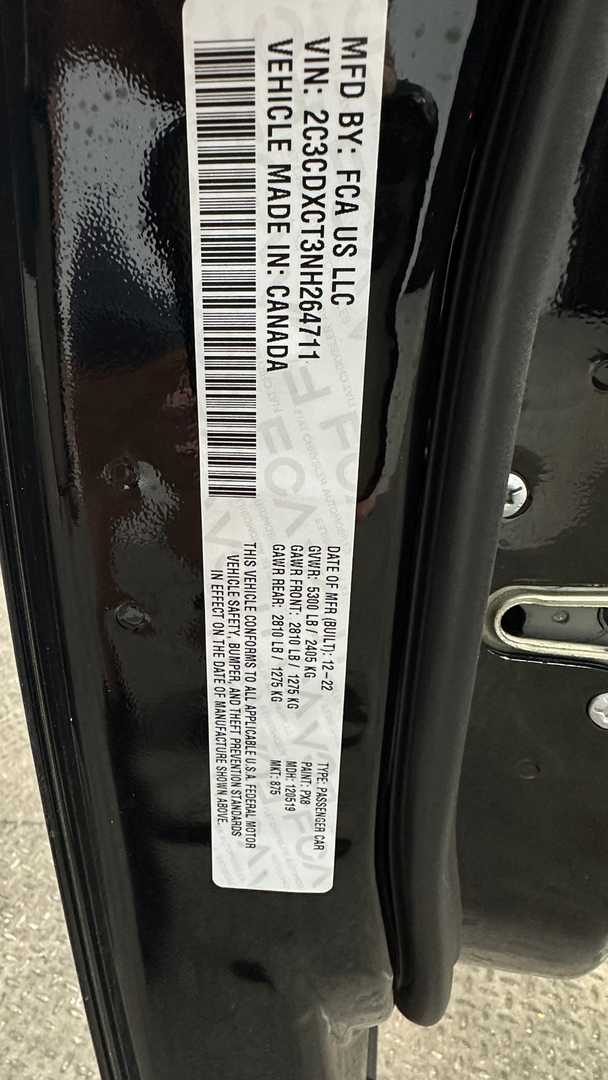 MFD BY: FCA US LLC
VIN: 2C3CDXCT3NH264711
VEHICLE MADE IN: CANADA
DATE OF MFR (BUILT): 12-22
GVWR: 5300 LB / 2405 KG
GAWR FRONT: 2810 LB / 1275 KG
GAWR REAR: 2810 LB / 1275 KG
TYPE: PASSENGER CAR
PAINT: PX8
MDH: 120519
MKT: 875
THIS VEHICLE CONFORMS TO ALL APPLICABLE U.S.A. FEDERAL MOTOR
VEHICLE SAFETY, BUMPER, AND THEFT PREVENTION STANDARDS
IN EFFECT ON THE DATE OF MANUFACTURE SHOWN ABOVE.